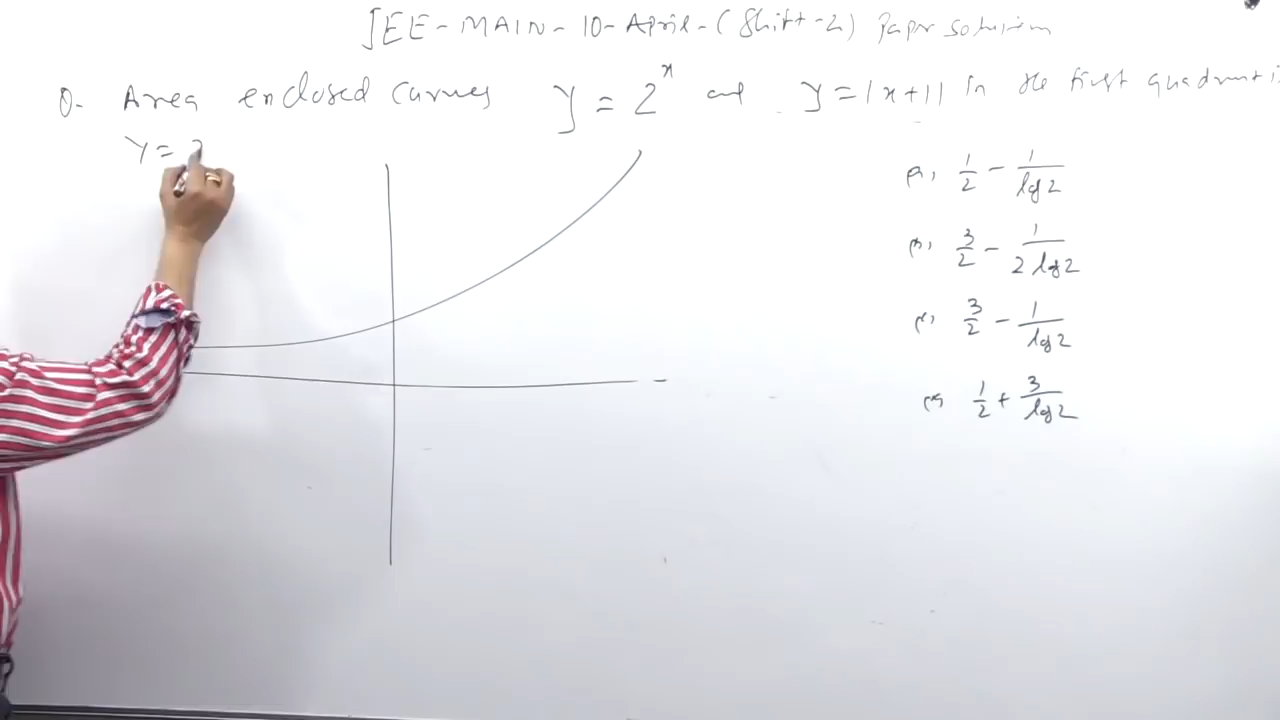 JEE-MAIN-10-April-(Shift-2) Paper solution
Q. Area enclosed curves y = 2^x and y = |x+1| in the first quadrant i
y = 2
1/2 - 1/log2
3/2 - 1/2 log2
3/2 - 1/log2
1/2 + 3/log2